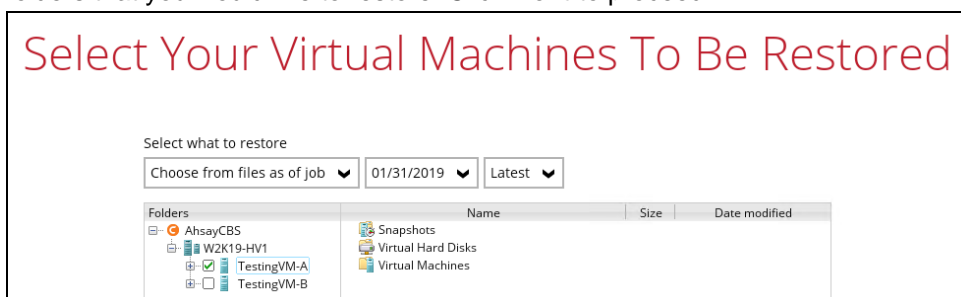 Select Your Virtual Machines To Be Restored
Select what to restore
Choose from files as of job 01/31/2019 Latest
Folders Name Size Date modified
AhsayCBS Snapshots
W2K19-HV1 Virtual Hard Disks
TestingVM-A Virtual Machines
TestingVM-B